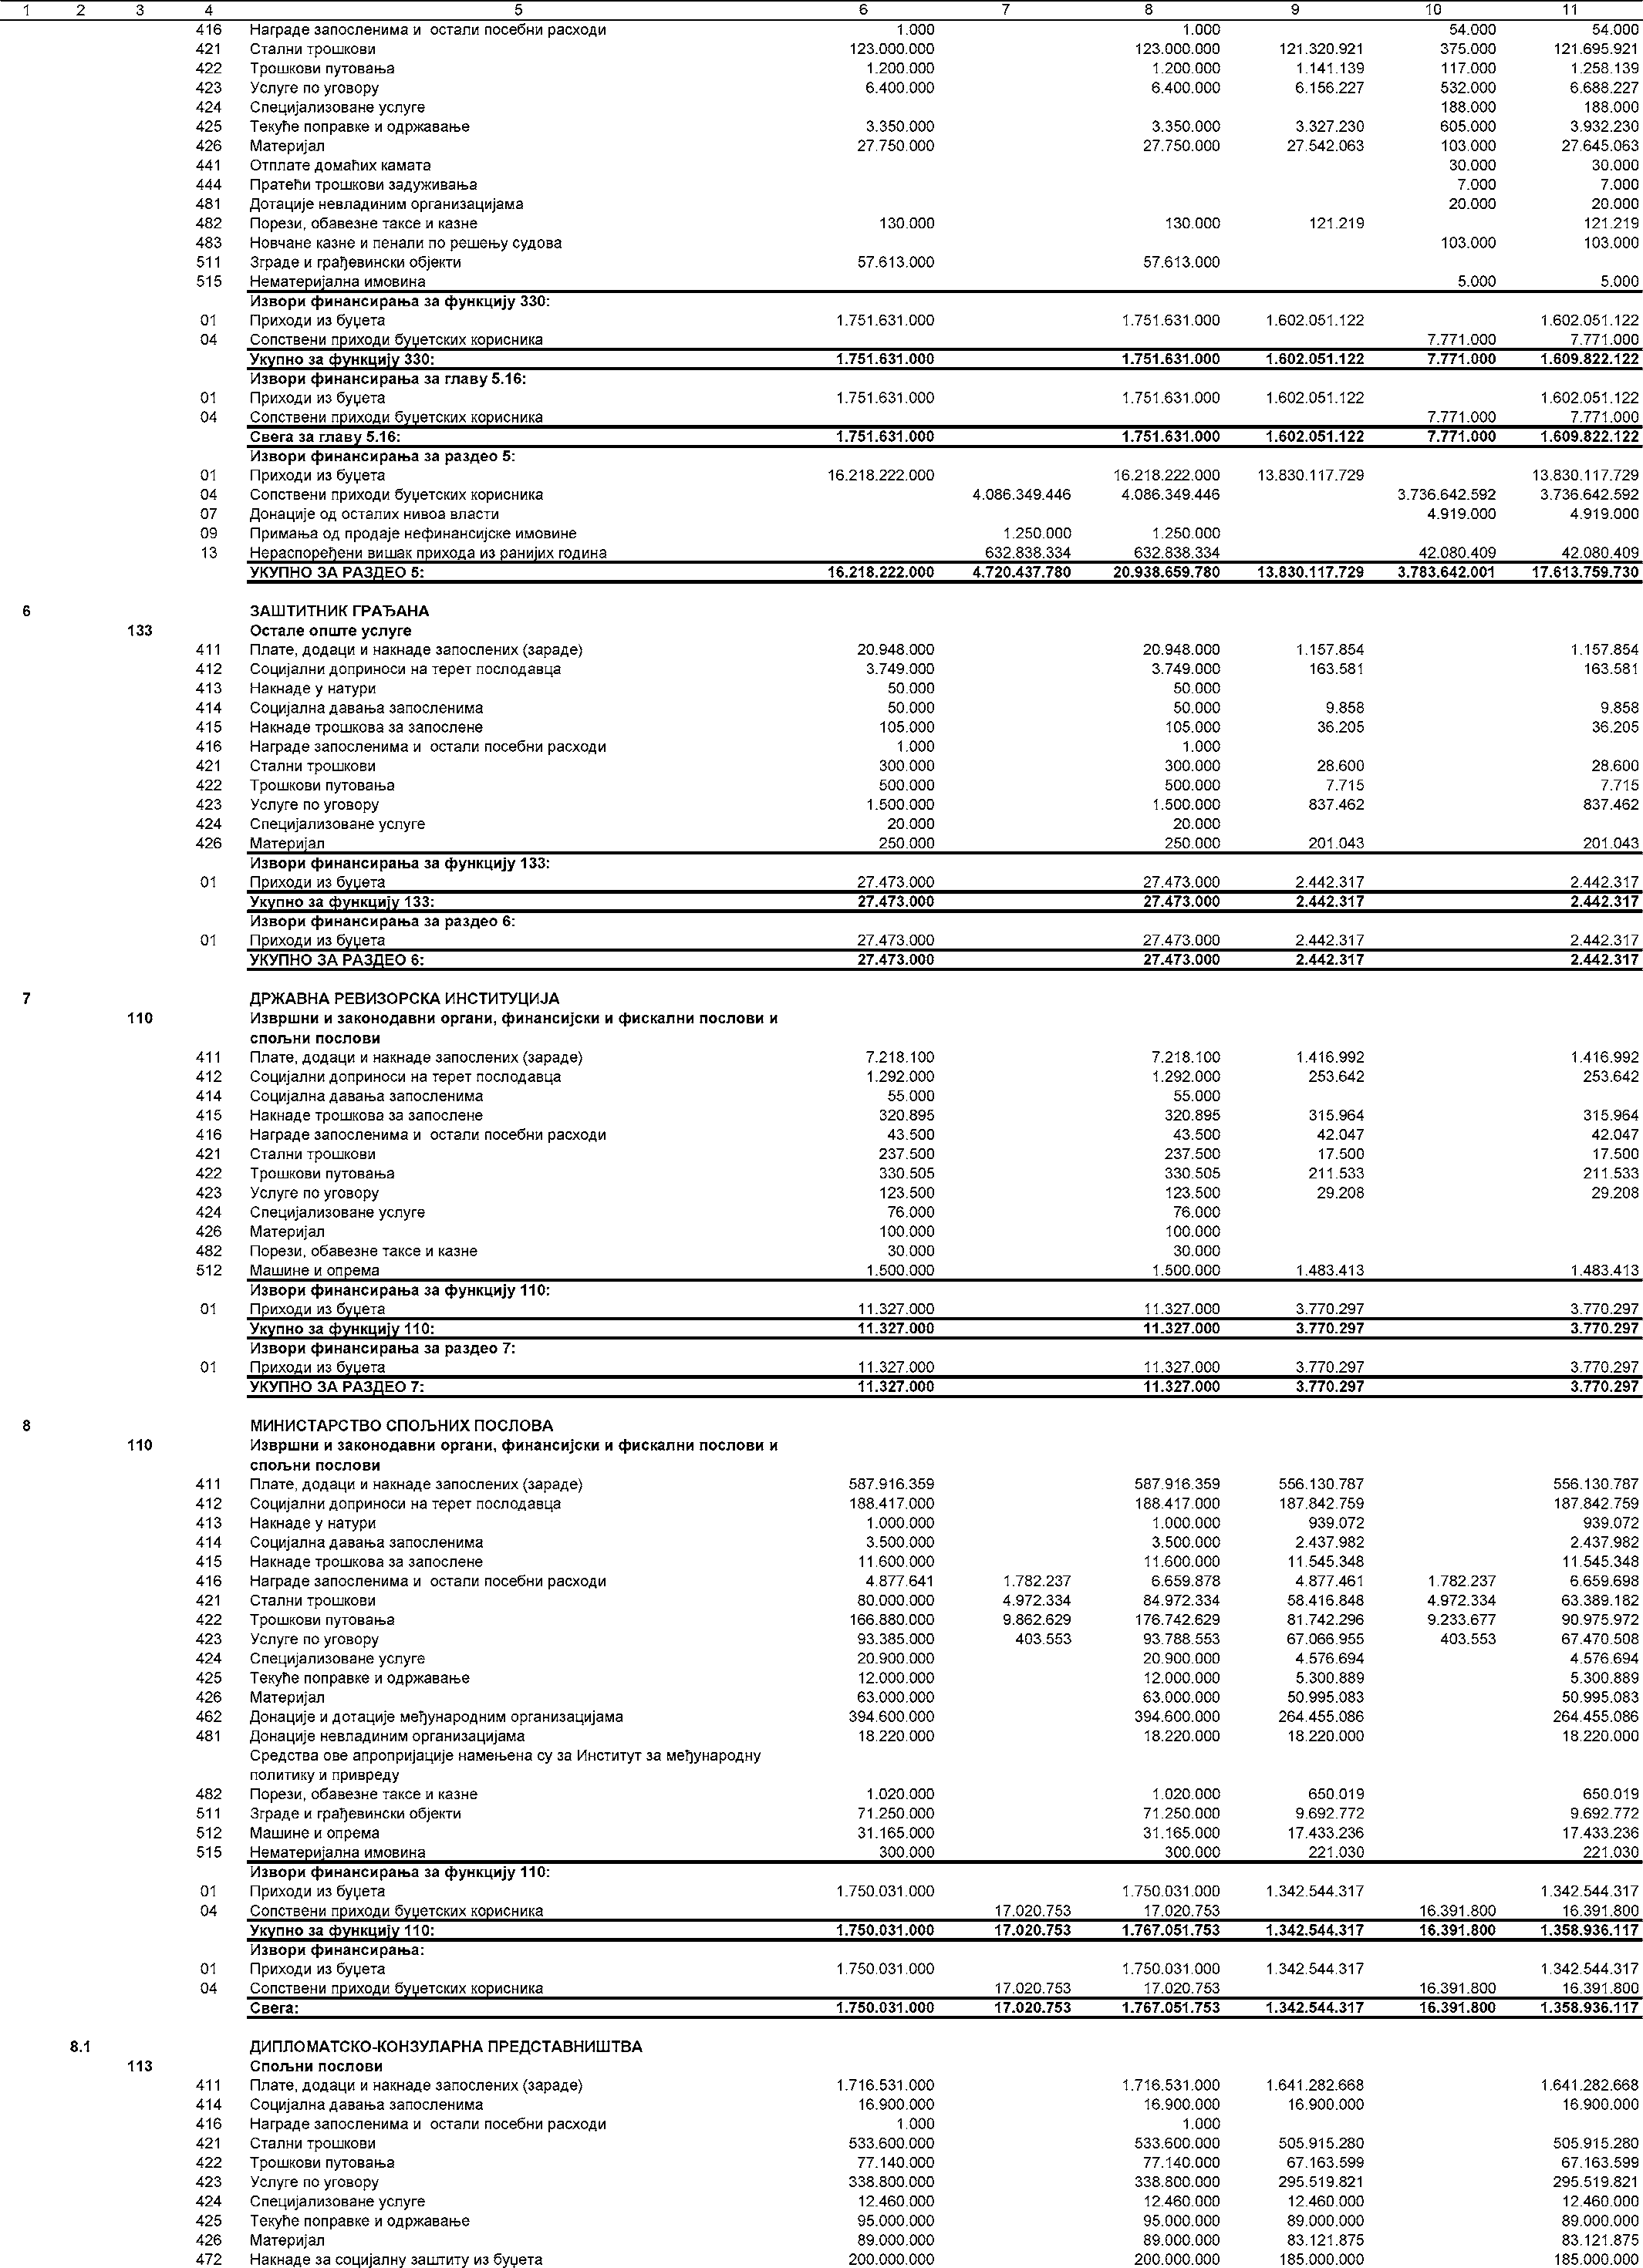 1 2 3 4 5 6 7 8 9 10 11
416 Награде запосленима и остали посебни расходи 1.000 1.000 54.000 54.000
421 Стални трошкови 123.000.000 123.000.000 121.320.921 375.000 121.695.921
422 Трошкови путовања 1.200.000 1.200.000 1.141.139 117.000 1.258.139
423 Услуге по уговору 6.400.000 6.400.000 6.156.227 532.000 6.688.227
424 Специјализоване услуге 188.000 188.000
425 Текуће поправке и одржавање 3.350.000 3.350.000 3.327.230 605.000 3.932.230
426 Материјал 27.750.000 27.750.000 27.542.063 103.000 27.645.063
441 Отплате домаћих камата 30.000 30.000
444 Пратећи трошкови задуживања 7.000 7.000
481 Дотације невладиним организацијама 20.000 20.000
482 Порези, обавезне таксе и казне 130.000 130.000 121.219 121.219
483 Новчане казне и пенали по решењу судова 103.000 103.000
511 Зграде и грађевински објекти 57.613.000 57.613.000
515 Нематеријална имовина 5.000 5.000
Извори финансирања за функцију 330:
01 Приходи из буџета 1.751.631.000 1.751.631.000 1.602.051.122 1.602.051.122
04 Сопствени приходи буџетских корисника 7.771.000 7.771.000
Укупно за функцију 330: 1.751.631.000 1.751.631.000 1.602.051.122 7.771.000 1.609.822.122
Извори финансирања за главу 5.16:
01 Приходи из буџета 1.751.631.000 1.751.631.000 1.602.051.122 1.602.051.122
04 Сопствени приходи буџетских корисника 7.771.000 7.771.000
Свега за главу 5.16: 1.751.631.000 1.751.631.000 1.602.051.122 7.771.000 1.609.822.122
Извори финансирања за раздео 5:
01 Приходи из буџета 16.218.222.000 16.218.222.000 13.830.117.729 13.830.117.729
04 Сопствени приходи буџетских корисника 4.086.349.446 4.086.349.446 3.736.642.592 3.736.642.592
07 Донације од осталих нивоа власти 4.919.000 4.919.000
09 Примања од продаје нефинансијске имовине 1.250.000 1.250.000
13 Нераспоређени вишак прихода из ранијих година 632.838.334 632.838.334 42.080.409 42.080.409
УКУПНО ЗА РАЗДЕО 5: 16.218.222.000 4.720.437.780 20.938.659.780 13.830.117.729 3.783.642.001 17.613.759.730
6 ЗАШТИТНИК ГРАЂАНА
133 Остале опште услуге
411 Плате, додаци и накнаде запослених (зараде) 20.948.000 20.948.000 1.157.854 1.157.854
412 Социјални доприноси на терет послодавца 3.749.000 3.749.000 163.581 163.581
413 Накнаде у натури 50.000 50.000
414 Социјална давања запосленима 50.000 50.000 9.858 9.858
415 Накнаде трошкова за запослене 105.000 105.000 36.205 36.205
416 Награде запосленима и остали посебни расходи 1.000 1.000
421 Стални трошкови 300.000 300.000 28.600 28.600
422 Трошкови путовања 500.000 500.000 7.715 7.715
423 Услуге по уговору 1.500.000 1.500.000 837.462 837.462
424 Специјализоване услуге 20.000 20.000
426 Материјал 250.000 250.000 201.043 201.043
Извори финансирања за функцију 133:
01 Приходи из буџета 27.473.000 27.473.000 2.442.317 2.442.317
Укупно за функцију 133: 27.473.000 27.473.000 2.442.317 2.442.317
Извори финансирања за раздео 6:
01 Приходи из буџета 27.473.000 27.473.000 2.442.317 2.442.317
УКУПНО ЗА РАЗДЕО 6: 27.473.000 27.473.000 2.442.317 2.442.317
7 ДРЖАВНА РЕВИЗОРСКА ИНСТИТУЦИЈА
110 Извршни и законодавни органи, финансијски и фискални послови и
спољни послови
411 Плате, додаци и накнаде запослених (зараде) 7.218.100 7.218.100 1.416.992 1.416.992
412 Социјални доприноси на терет послодавца 1.292.000 1.292.000 253.642 253.642
414 Социјална давања запосленима 55.000 55.000
415 Накнаде трошкова за запослене 320.895 320.895 315.964 315.964
416 Награде запосленима и остали посебни расходи 43.500 43.500 42.047 42.047
421 Стални трошкови 237.500 237.500 17.500 17.500
422 Трошкови путовања 330.505 330.505 211.533 211.533
423 Услуге по уговору 123.500 123.500 29.208 29.208
424 Специјализоване услуге 76.000 76.000
426 Материјал 100.000 100.000
482 Порези, обавезне таксе и казне 30.000 30.000
512 Машине и опрема 1.500.000 1.500.000 1.483.413 1.483.413
Извори финансирања за функцију 110:
01 Приходи из буџета 11.327.000 11.327.000 3.770.297 3.770.297
Укупно за функцију 110: 11.327.000 11.327.000 3.770.297 3.770.297
Извори финансирања за раздео 7:
01 Приходи из буџета 11.327.000 11.327.000 3.770.297 3.770.297
УКУПНО ЗА РАЗДЕО 7: 11.327.000 11.327.000 3.770.297 3.770.297
8 МИНИСТАРСТВО СПОЉНИХ ПОСЛОВА
110 Извршни и законодавни органи, финансијски и фискални послови и
спољни послови
411 Плате, додаци и накнаде запослених (зараде) 587.916.359 587.916.359 556.130.787 556.130.787
412 Социјални доприноси на терет послодавца 188.417.000 188.417.000 187.842.759 187.842.759
413 Накнаде у натури 1.000.000 1.000.000 939.072 939.072
414 Социјална давања запосленима 3.500.000 3.500.000 2.437.982 2.437.982
415 Накнаде трошкова за запослене 11.600.000 11.600.000 11.545.348 11.545.348
416 Награде запосленима и остали посебни расходи 4.877.641 1.782.237 6.659.878 4.877.461 1.782.237 6.659.698
421 Стални трошкови 80.000.000 4.972.334 84.972.334 58.416.848 4.972.334 63.389.182
422 Трошкови путовања 166.880.000 9.862.629 176.742.629 81.742.296 9.233.677 90.975.972
423 Услуге по уговору 93.385.000 403.553 93.788.553 67.066.955 403.553 67.470.508
424 Специјализоване услуге 20.900.000 20.900.000 4.576.694 4.576.694
425 Текуће поправке и одржавање 12.000.000 12.000.000 5.300.889 5.300.889
426 Материјал 63.000.000 63.000.000 50.995.083 50.995.083
462 Донације и дотације међународним организацијама 394.600.000 394.600.000 264.455.086 264.455.086
481 Донације невладиним организацијама 18.220.000 18.220.000 18.220.000 18.220.000
Средства ове апропријације намењена су за Институт за међународну
политику и привреду
482 Порези, обавезне таксе и казне 1.020.000 1.020.000 650.019 650.019
511 Зграде и грађевински објекти 71.250.000 71.250.000 9.692.772 9.692.772
512 Машине и опрема 31.165.000 31.165.000 17.433.236 17.433.236
515 Нематеријална имовина 300.000 300.000 221.030 221.030
Извори финансирања за функцију 110:
01 Приходи из буџета 1.750.031.000 1.750.031.000 1.342.544.317 1.342.544.317
04 Сопствени приходи буџетских корисника 17.020.753 17.020.753 16.391.800 16.391.800
Укупно за функцију 110: 1.750.031.000 17.020.753 1.767.051.753 1.342.544.317 16.391.800 1.358.936.117
Извори финансирања:
01 Приходи из буџета 1.750.031.000 1.750.031.000 1.342.544.317 1.342.544.317
04 Сопствени приходи буџетских корисника 17.020.753 17.020.753 16.391.800 16.391.800
Свега: 1.750.031.000 17.020.753 1.767.051.753 1.342.544.317 16.391.800 1.358.936.117
8.1 ДИПЛОМАТСКО-КОНЗУЛАРНА ПРЕДСТАВНИШТВА
113 Спољни послови
411 Плате, додаци и накнаде запослених (зараде) 1.716.531.000 1.716.531.000 1.641.282.668 1.641.282.668
414 Социјална давања запосленима 16.900.000 16.900.000 16.900.000 16.900.000
416 Награде запосленима и остали посебни расходи 1.000 1.000
421 Стални трошкови 533.600.000 533.600.000 505.915.280 505.915.280
422 Трошкови путовања 77.140.000 77.140.000 67.163.599 67.163.599
423 Услуге по уговору 338.800.000 338.800.000 295.519.821 295.519.821
424 Специјализоване услуге 12.460.000 12.460.000 12.460.000 12.460.000
425 Текуће поправке и одржавање 95.000.000 95.000.000 89.000.000 89.000.000
426 Материјал 89.000.000 89.000.000 83.121.875 83.121.875
472 Накнаде за социјалну заштиту из буџета 200.000.000 200.000.000 185.000.000 185.000.000